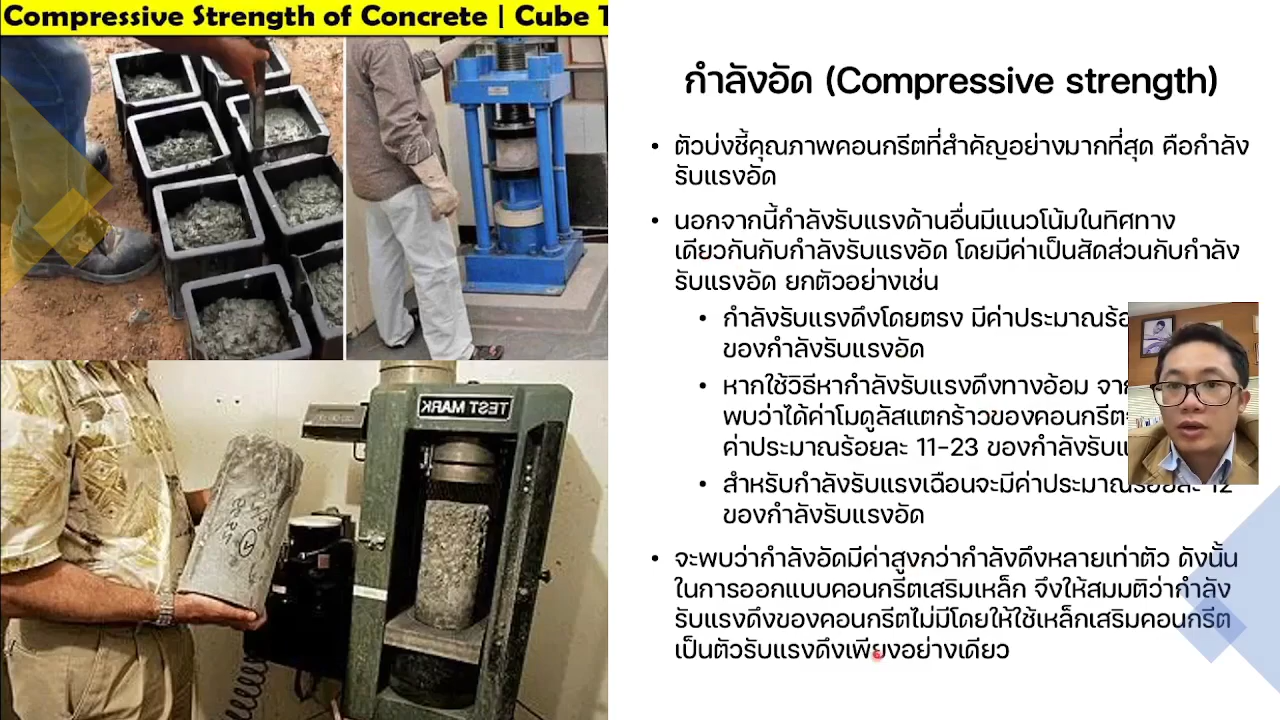 Compressive Strength of Concrete | Cube T
TEST MARK
กำลังอัด (Compressive strength)
• ตัวบ่งชี้คุณภาพคอนกรีตที่สำคัญอย่างมากที่สุด คือกำลัง
รับแรงอัด
• นอกจากนี้กำลังรับแรงด้านอื่นมีแนวโน้มในทิศทาง
เดียวกันกับกำลังรับแรงอัด โดยมีค่าเป็นสัดส่วนกับกำลัง
รับแรงอัด ยกตัวอย่างเช่น
• กำลังรับแรงดึงโดยตรง มีค่าประมาณ
ของกำลังรับแรงอัด
• หากใช้วิธีหากำลังรับแรงดึงทางอ้อม
พบว่าได้ค่าโมดูลัสแตกร้าวของคอนกรีต
ค่าประมาณร้อยละ 11-23 ของกำลัง
• สำหรับกำลังรับแรงเฉือนจะมีค่าประมาณร้อยละ 12
ของกำลังรับแรงอัด
• จะพบว่ากำลังอัดมีค่าสูงกว่ากำลังดึงหลายเท่าตัว ดังนั้น
ในการออกแบบคอนกรีตเสริมเหล็ก จึงให้สมมติว่ากำลัง
รับแรงดึงของคอนกรีตไม่มีโดยให้ใช้เหล็กเสริมคอนกรีต
เป็นตัวรับแรงดึงเพียงอย่างเดียว